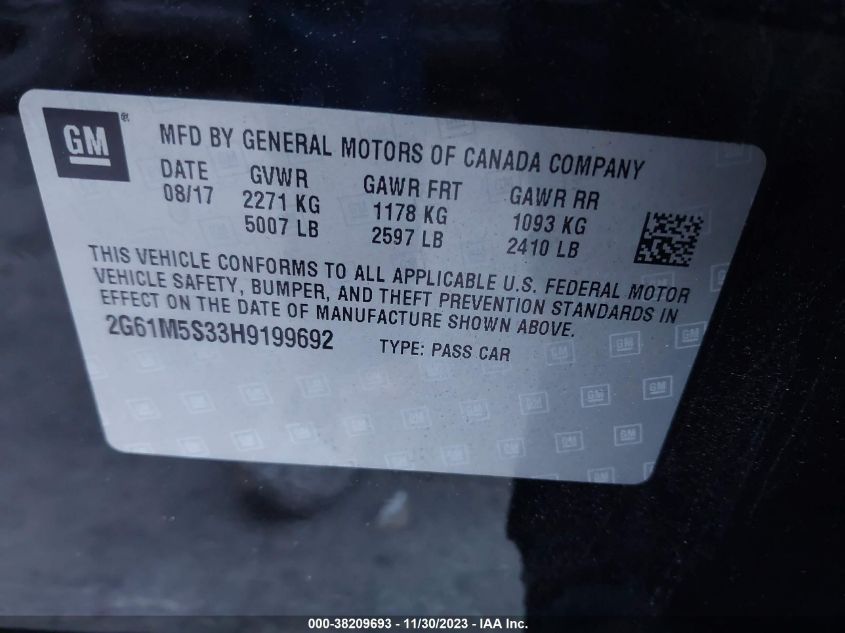 GM ®
MFD BY GENERAL MOTORS OF CANADA COMPANY
DATE GVWR GAWR FRT GAWR RR
08/17 2271 KG 1178 KG 1093 KG
5007 LB 2597 LB 2410 LB
THIS VEHICLE CONFORMS TO ALL APPLICABLE U.S. FEDERAL MOTOR
VEHICLE SAFETY, BUMPER, AND THEFT PREVENTION STANDARDS IN
EFFECT ON THE DATE OF MANUFACTURE SHOWN ABOVE.
2G61M5S33H9199692 TYPE: PASS CAR
000-38209693 - 11/30/2023 - IAA Inc.